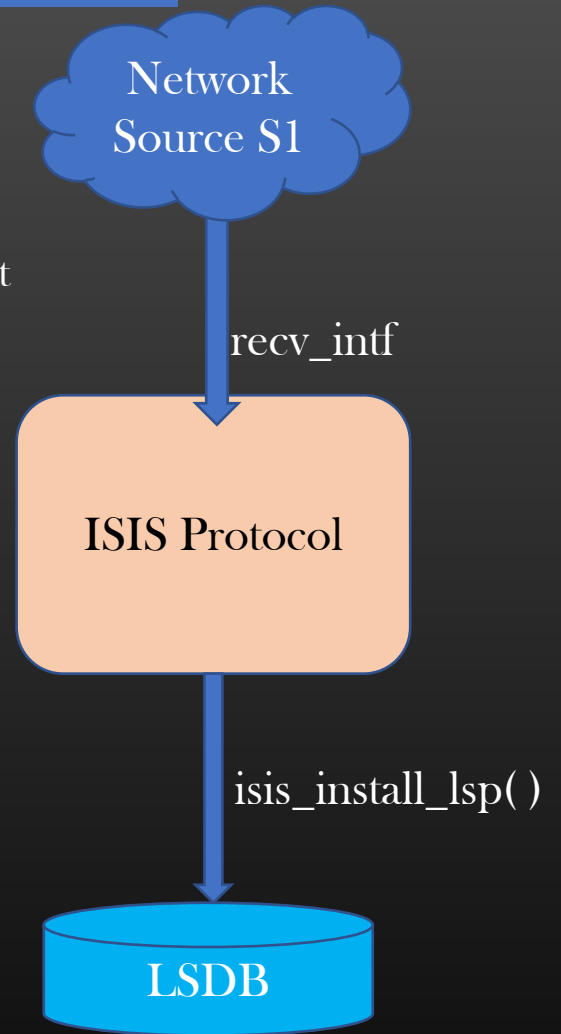 Network
Source S1
t
recv_intf
ISIS Protocol
isis_install_lsp( )
LSDB